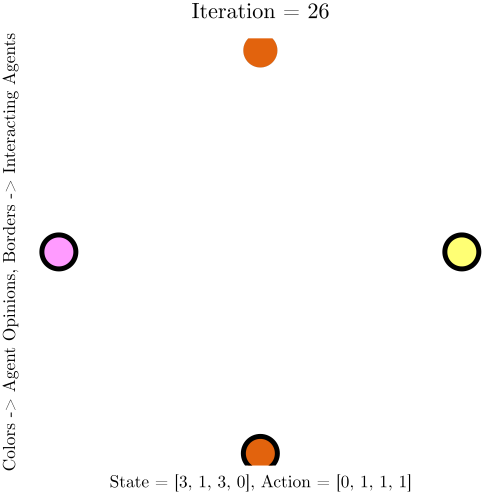 Iteration = 26
Colors -> Agent Opinions, Borders -> Interacting Agents
State = [3, 1, 3, 0], Action = [0, 1, 1, 1]